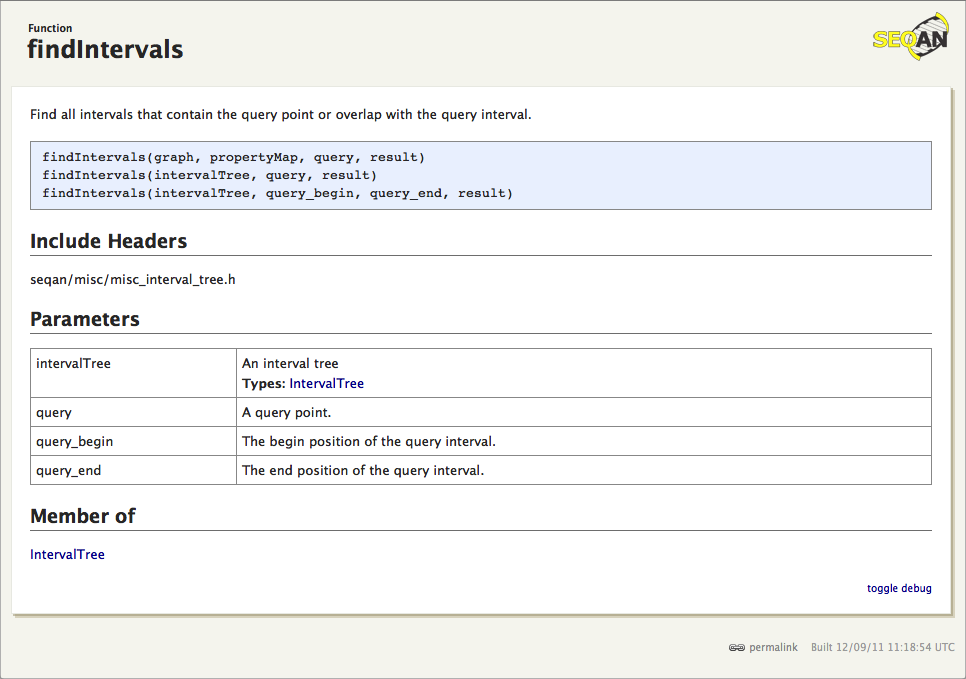 Function
findIntervals
SEQAN
Find all intervals that contain the query point or overlap with the query interval.
findIntervals(graph, propertyMap, query, result)
findIntervals(intervalTree, query, result)
findIntervals(intervalTree, query_begin, query_end, result)
Include Headers
seqan/misc/misc_interval_tree.h
Parameters
intervalTree An interval tree
Types: IntervalTree
query A query point.
query_begin The begin position of the query interval.
query_end The end position of the query interval.
Member of
IntervalTree
toggle debug
permalink Built 12/09/11 11:18:54 UTC